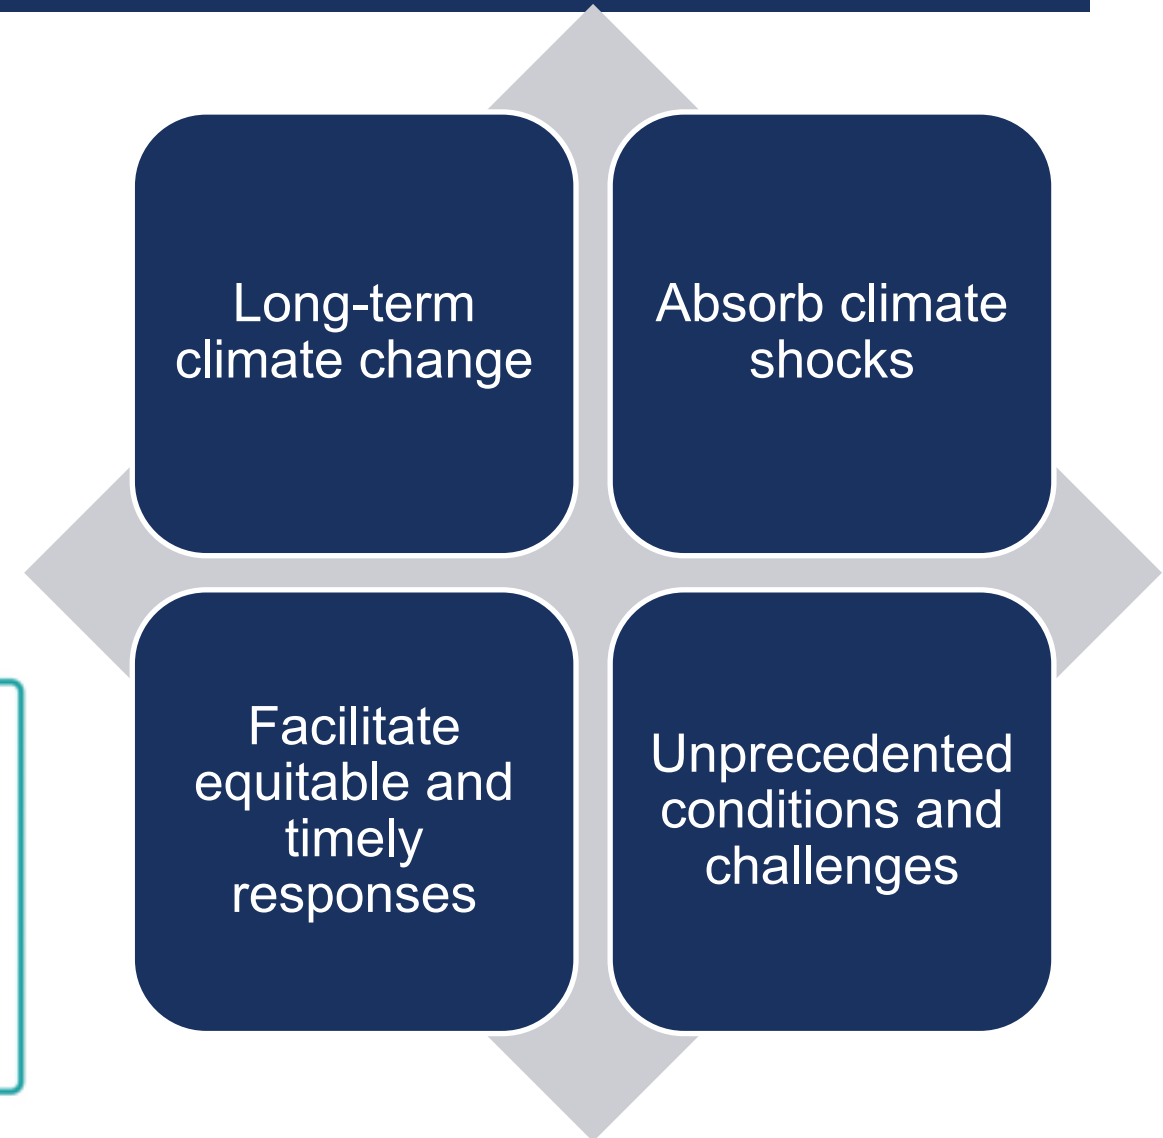 Long-term
climate change
Absorb climate
shocks
Facilitate
equitable and
timely
responses
Unprecedented
conditions and
challenges